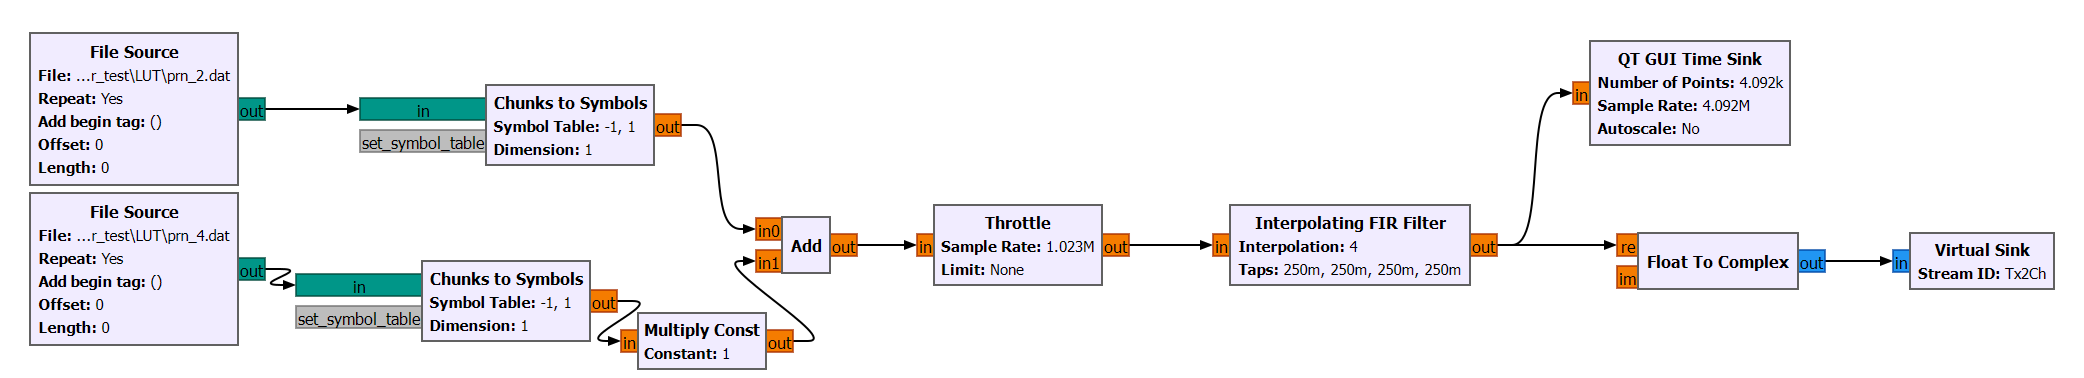 File Source
File: ...r_test\LUT\prn_2.dat
Repeat: Yes
Add begin tag: ()
Offset: 0
Length: 0
out
in
set_symbol_table
Chunks to Symbols
Symbol Table: -1, 1
Dimension: 1
out
File Source
File: ...r_test\LUT\prn_4.dat
Repeat: Yes
Add begin tag: ()
Offset: 0
Length: 0
out
in
set_symbol_table
Chunks to Symbols
Symbol Table: -1, 1
Dimension: 1
out
in
Multiply Const
Constant: 1
out
in0
in1
Add
out
in
Throttle
Sample Rate: 1.023M
Limit: None
out
in
Interpolating FIR Filter
Interpolation: 4
Taps: 250m, 250m, 250m, 250m
out
in
QT GUI Time Sink
Number of Points: 4.092k
Sample Rate: 4.092M
Autoscale: No
re
im
Float To Complex
out
in
Virtual Sink
Stream ID: Tx2Ch